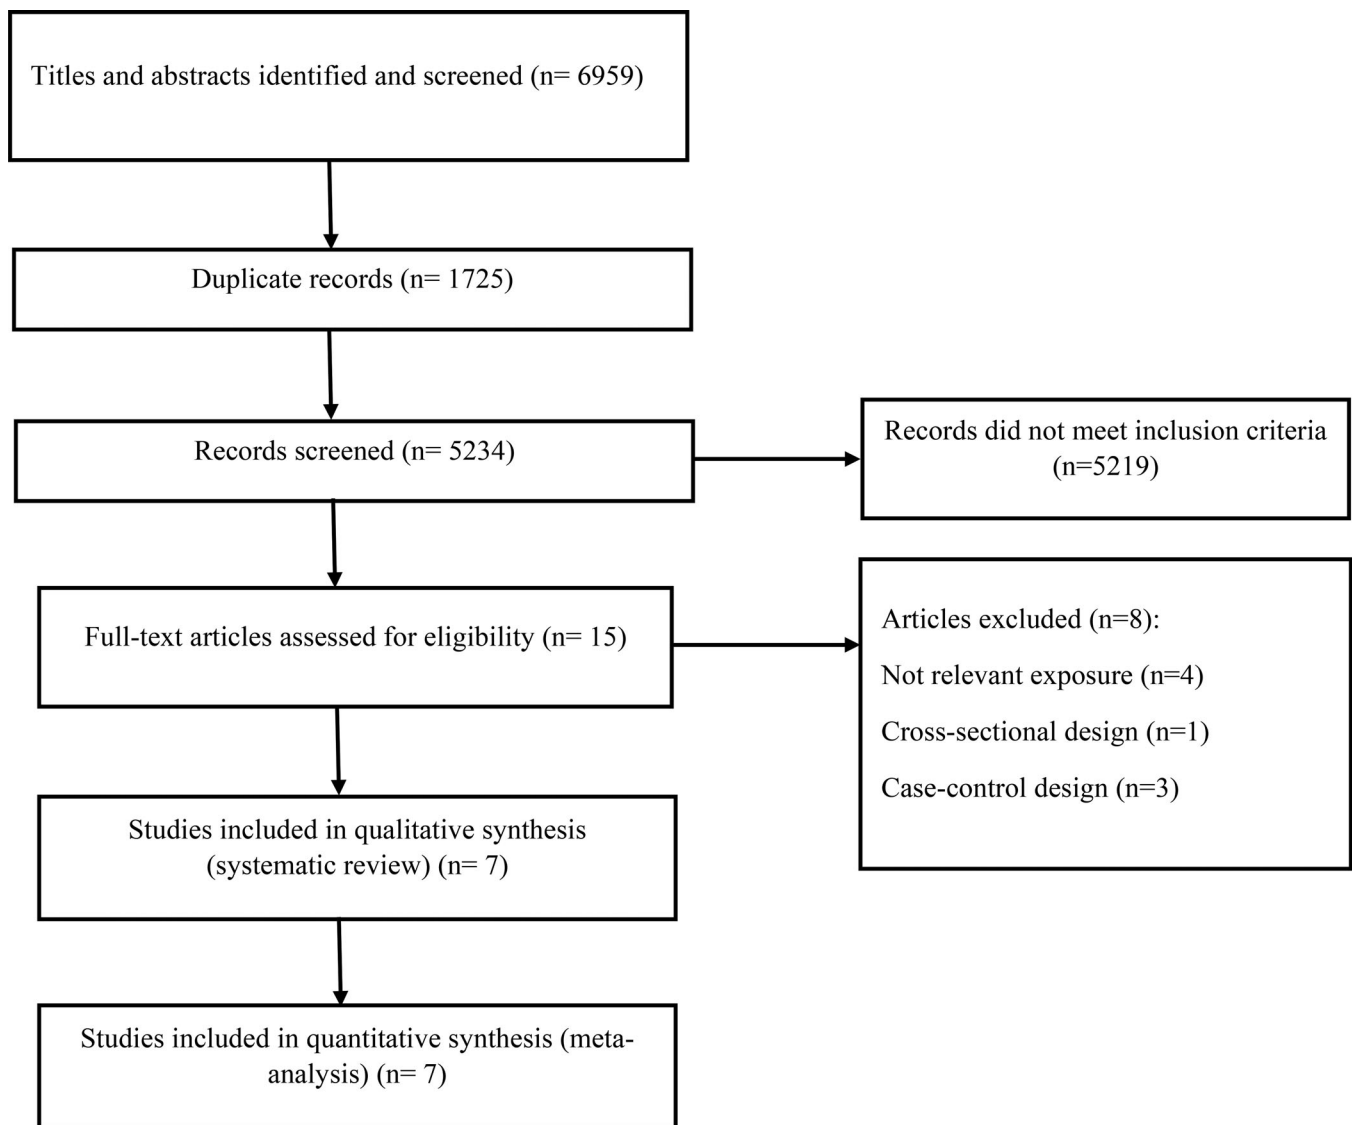 Titles and abstracts identified and screened (n= 6959)
Duplicate records (n= 1725)
Records screened (n= 5234)
Records did not meet inclusion criteria
(n=5219)
Full-text articles assessed for eligibility (n= 15)
Articles excluded (n=8):
Not relevant exposure (n=4)
Cross-sectional design (n=1)
Case-control design (n=3)
Studies included in qualitative synthesis
(systematic review) (n= 7)
Studies included in quantitative synthesis (meta-
analysis) (n= 7)